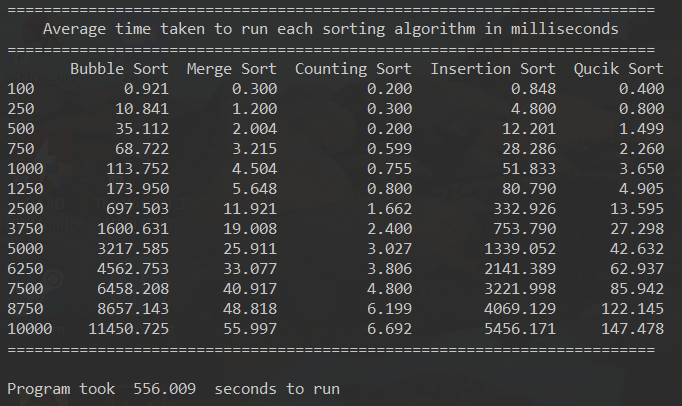 ========================================================================
Average time taken to run each sorting algorithm in milliseconds
========================================================================
Bubble Sort Merge Sort Counting Sort Insertion Sort Qucik Sort
100 0.921 0.300 0.200 0.848 0.400
250 10.841 1.200 0.300 4.800 0.800
500 35.112 2.004 0.200 12.201 1.499
750 68.722 3.215 0.599 28.286 2.260
1000 113.752 4.504 0.755 51.833 3.650
1250 173.950 5.648 0.800 80.790 4.905
2500 697.503 11.921 1.662 332.926 13.595
3750 1600.631 19.008 2.400 753.790 27.298
5000 3217.585 25.911 3.027 1339.052 42.632
6250 4562.753 33.077 3.806 2141.389 62.937
7500 6458.208 40.917 4.800 3221.998 85.942
8750 8657.143 48.818 6.199 4069.129 122.145
10000 11450.725 55.997 6.692 5456.171 147.478
========================================================================
Program took 556.009 seconds to run